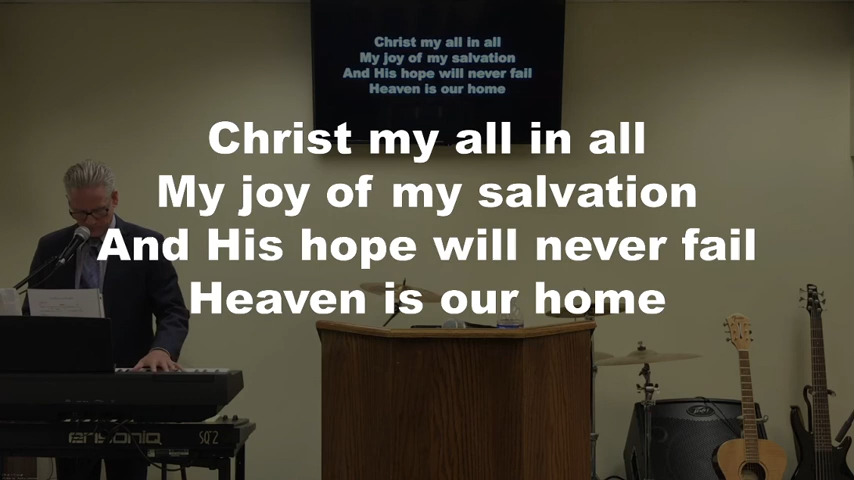 Christ my all in all
My joy of my salvation
And His hope will never fail
Heaven is our home
Christ my all in all
My joy of my salvation
And His hope will never fail
Heaven is our home
ensoniq SQ2
PEAVEY